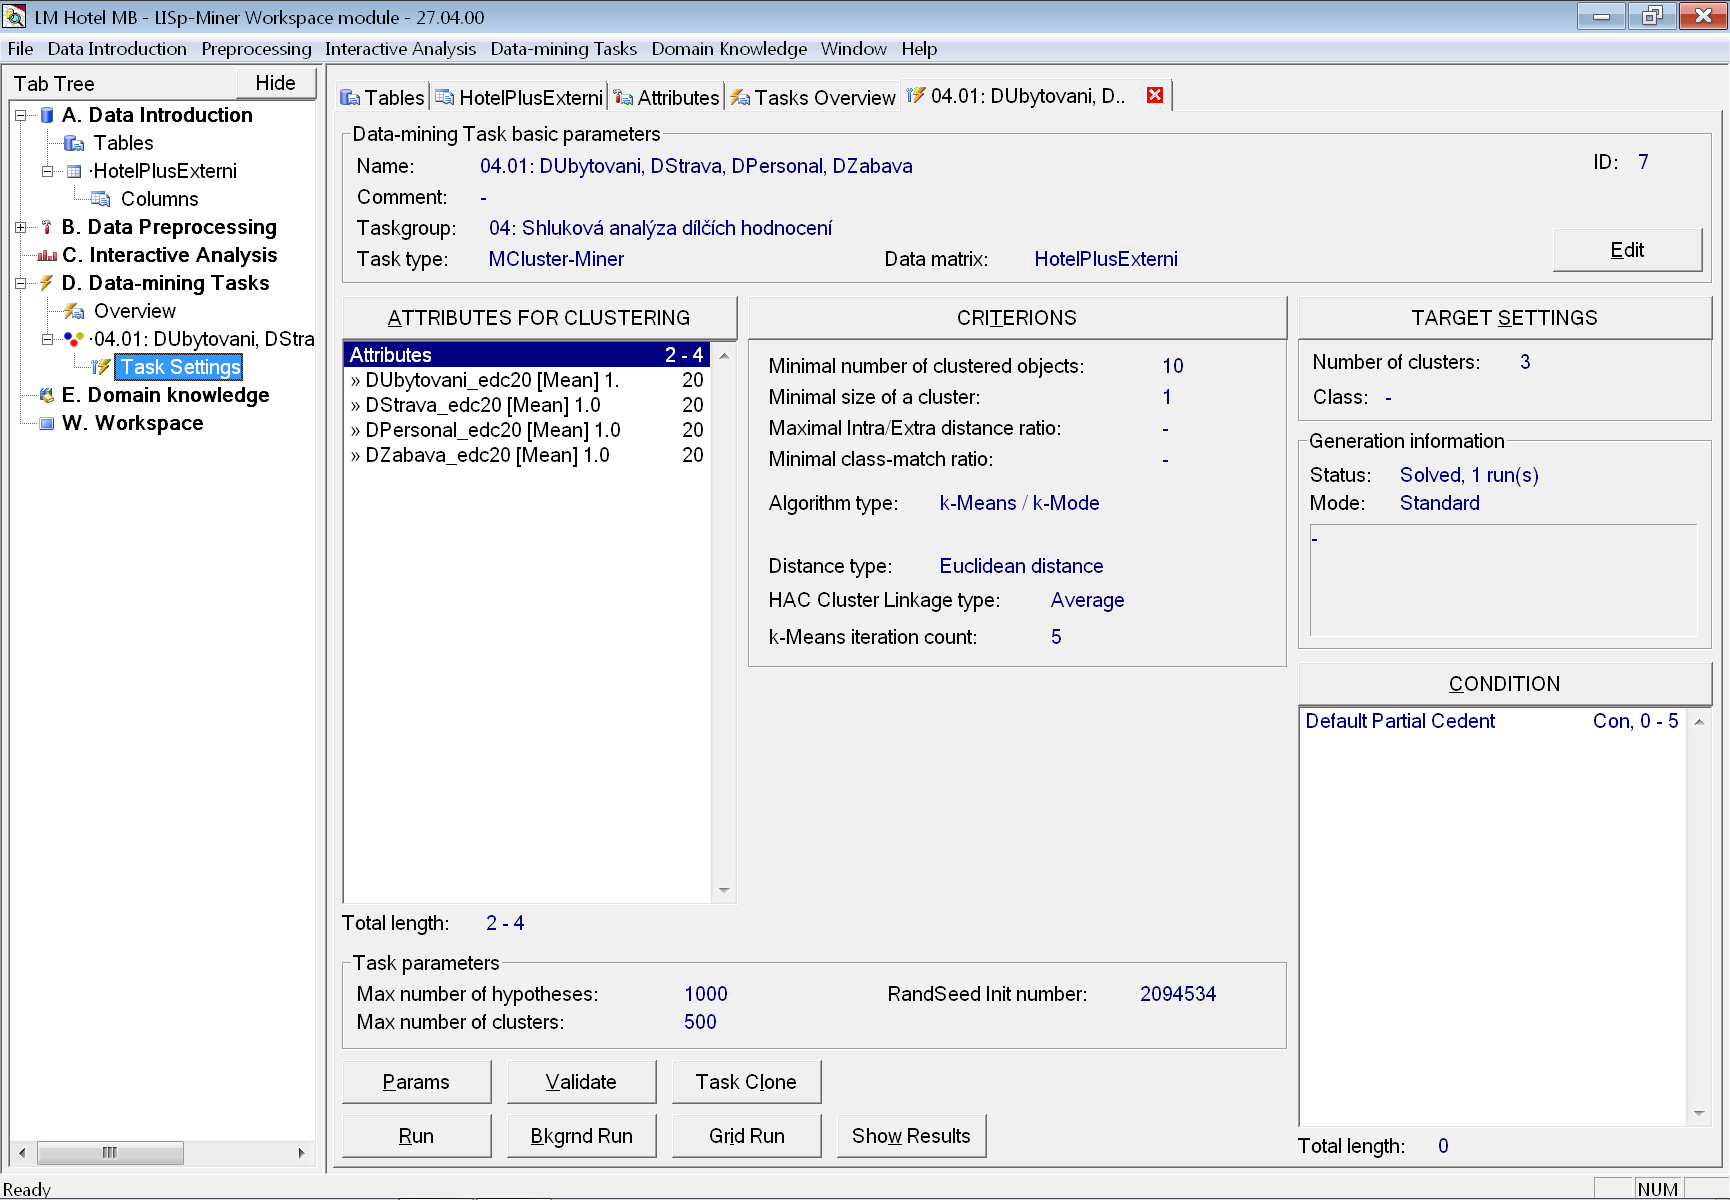 LM Hotel MB - LISp-Miner Workspace module - 27.04.00
File Data Introduction Preprocessing Interactive Analysis Data-mining Tasks Domain Knowledge Window Help
Tab Tree Hide
A. Data Introduction
Tables
·HotelPlusExterni
Columns
B. Data Preprocessing
C. Interactive Analysis
D. Data-mining Tasks
Overview
·04.01: DUbytovani, DStra
Task Settings
E. Domain knowledge
W. Workspace
Tables HotelPlusExterni Attributes Tasks Overview 04.01: DUbytovani, D..
Data-mining Task basic parameters
Name: 04.01: DUbytovani, DStrava, DPersonal, DZabava ID: 7
Comment: -
Taskgroup: 04: Shluková analýza dílčích hodnocení
Task type: MCluster-Miner Data matrix: HotelPlusExterni
Edit
ATTRIBUTES FOR CLUSTERING
Attributes 2 - 4
» DUbytovani_edc20 [Mean] 1. 20
» DStrava_edc20 [Mean] 1.0 20
» DPersonal_edc20 [Mean] 1.0 20
» DZabava_edc20 [Mean] 1.0 20
Total length: 2 - 4
CRITERIONS
Minimal number of clustered objects: 10
Minimal size of a cluster: 1
Maximal Intra/Extra distance ratio: -
Minimal class-match ratio: -
Algorithm type: k-Means / k-Mode
Distance type: Euclidean distance
HAC Cluster Linkage type: Average
k-Means iteration count: 5
TARGET SETTINGS
Number of clusters: 3
Class: -
Generation information
Status: Solved, 1 run(s)
Mode: Standard
-
CONDITION
Default Partial Cedent Con, 0 - 5
Total length: 0
Task parameters
Max number of hypotheses: 1000 RandSeed Init number: 2094534
Max number of clusters: 500
Params Validate Task Clone
Run Bkgrnd Run Grid Run Show Results
Ready NUM